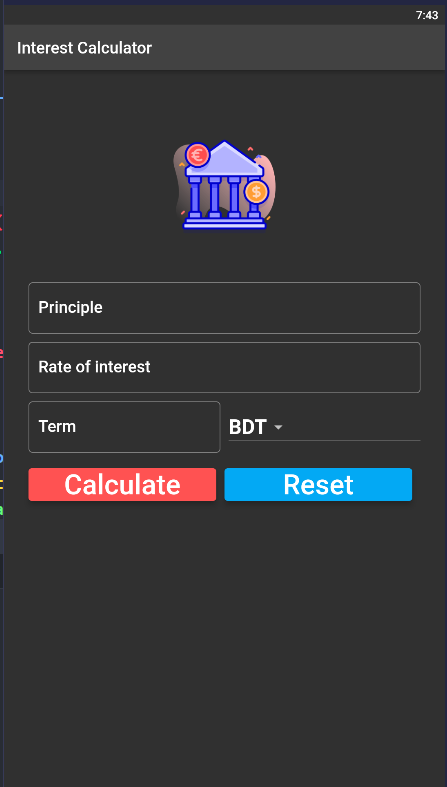 7:43
Interest Calculator
€
$
Principle
Rate of interest
Term
BDT
Calculate
Reset